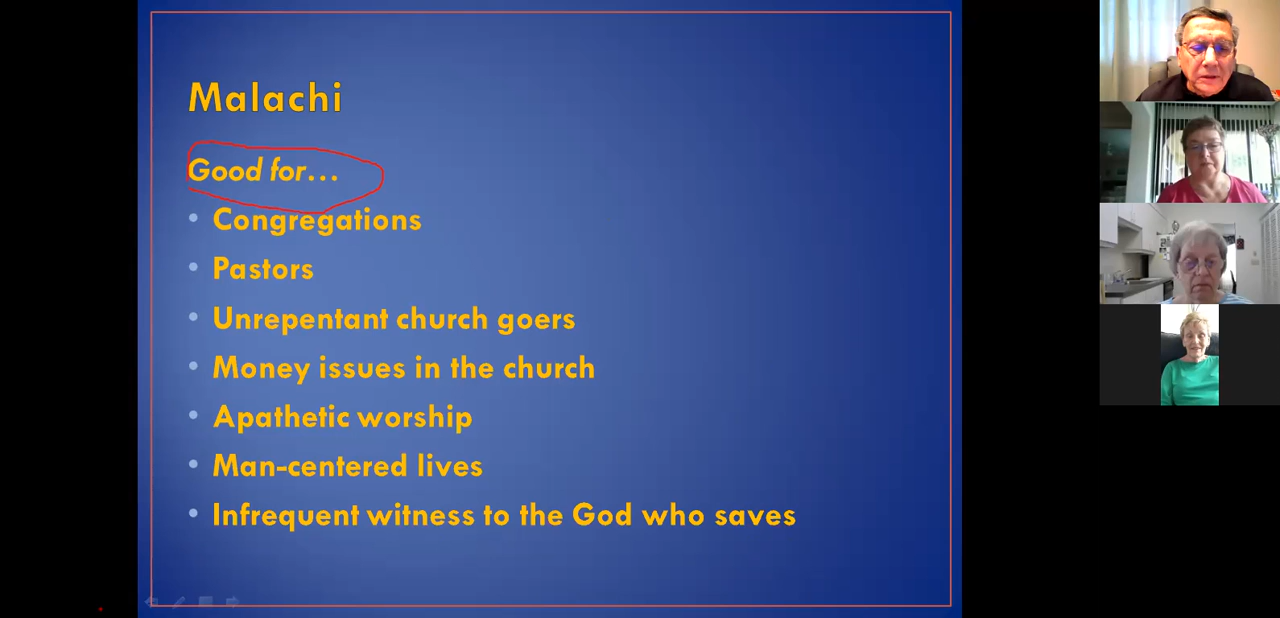 Malachi
Good for...
Congregations
Pastors
Unrepentant church goers
Money issues in the church
Apathetic worship
Man-centered lives
Infrequent witness to the God who saves